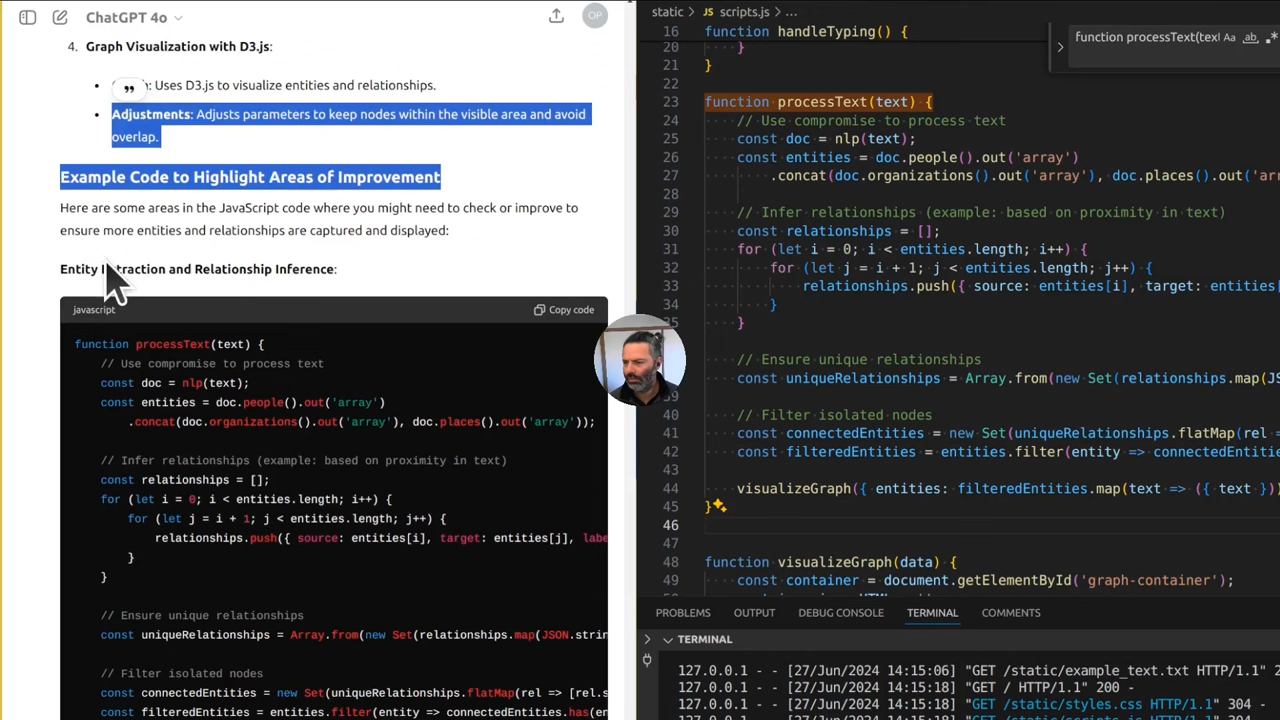 ChatGPT 4o
OP
4. Graph Visualization with D3.js:
: Uses D3.js to visualize entities and relationships.
Adjustments: Adjusts parameters to keep nodes within the visible area and avoid
overlap.
Example Code to Highlight Areas of Improvement
Here are some areas in the JavaScript code where you might need to check or improve to
ensure more entities and relationships are captured and displayed:
Entity Extraction and Relationship Inference:
javascript
Copy code
function processText(text) {
// Use compromise to process text
const doc = nlp(text);
const entities = doc.people().out('array')
.concat(doc.organizations().out('array'), doc.places().out('array'));
// Infer relationships (example: based on proximity in text)
const relationships = [];
for (let i = 0; i < entities.length; i++) {
for (let j = i + 1; j < entities.length; j++) {
relationships.push({ source: entities[i], target: entities[j], labe
}
}
// Ensure unique relationships
const uniqueRelationships = Array.from(new Set(relationships.map(JSON.strin
// Filter isolated nodes
const connectedEntities = new Set(uniqueRelationships.flatMap(rel => [rel.s
const filteredEntities = entities.filter(entity => connectedEntities.has(en
static > JS scripts.js > ...
function processText(text Aa ab .*
16 function handleTyping() {
20 }
21 }
22
23 function processText(text) {
24 // Use compromise to process text
25 const doc = nlp(text);
26 const entities = doc.people().out('array')
27 .concat(doc.organizations().out('array'), doc.places().out('ar
28
29 // Infer relationships (example: based on proximity in text)
30 const relationships = [];
31 for (let i = 0; i < entities.length; i++) {
32 for (let j = i + 1; j < entities.length; j++) {
33 relationships.push({ source: entities[i], target: entities
34 }
35 }
// Ensure unique relationships
const uniqueRelationships = Array.from(new Set(relationships.map(JS
39
40 // Filter isolated nodes
41 const connectedEntities = new Set(uniqueRelationships.flatMap(rel =
42 const filteredEntities = entities.filter(entity => connectedEntitie
43
44 visualizeGraph({ entities: filteredEntities.map(text => ({ text }))
45 }
46
47
48 function visualizeGraph(data) {
49 const container = document.getElementById('graph-container');
PROBLEMS OUTPUT DEBUG CONSOLE TERMINAL COMMENTS
TERMINAL
127.0.0.1 - - [27/Jun/2024 14:15:06] "GET /static/example_text.txt HTTP/1.1" 2
127.0.0.1 - - [27/Jun/2024 14:15:18] "GET / HTTP/1.1" 200 -
127.0.0.1 - - [27/Jun/2024 14:15:18] "GET /static/styles.css HTTP/1.1" 304 -